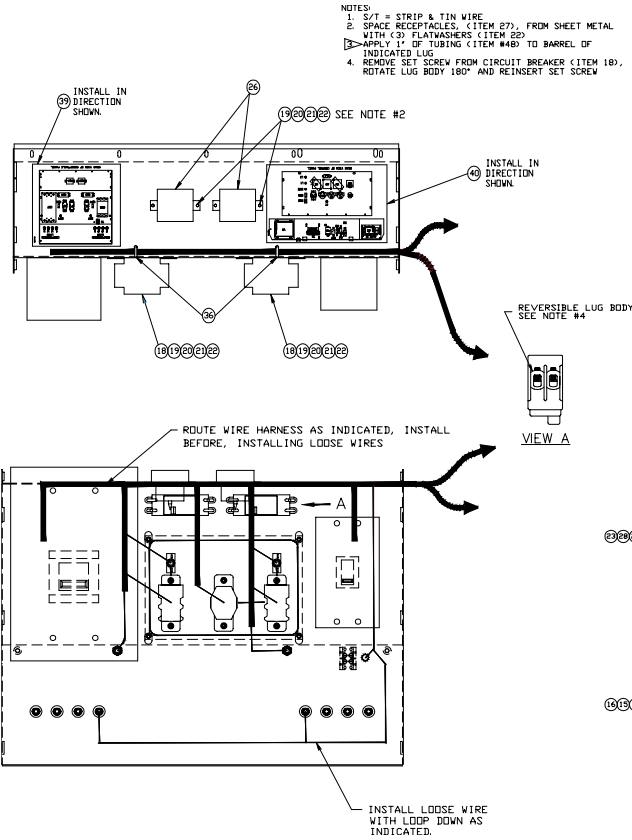 NOTES:
1. S/T = STRIP & TIN WIRE
2. SPACE RECEPTACLES, (ITEM 27), FROM SHEET METAL
WITH (3) FLATWASHERS (ITEM 22)
3 APPLY 1" OF TUBING (ITEM #48) TO BARREL OF
INDICATED LUG
4. REMOVE SET SCREW FROM CIRCUIT BREAKER (ITEM 18),
ROTATE LUG BODY 180° AND REINSERT SET SCREW
39 INSTALL IN
DIRECTION
SHOWN.
26
19 20 21 22 SEE NOTE #2
40 INSTALL IN
DIRECTION
SHOWN.
36
18 19 20 21 22
18 19 20 21 22
REVERSIBLE LUG BODY
SEE NOTE #4
VIEW A
ROUTE WIRE HARNESS AS INDICATED, INSTALL
BEFORE, INSTALLING LOOSE WIRES
A
23 28
16 15
INSTALL LOOSE WIRE
WITH LOOP DOWN AS
INDICATED.